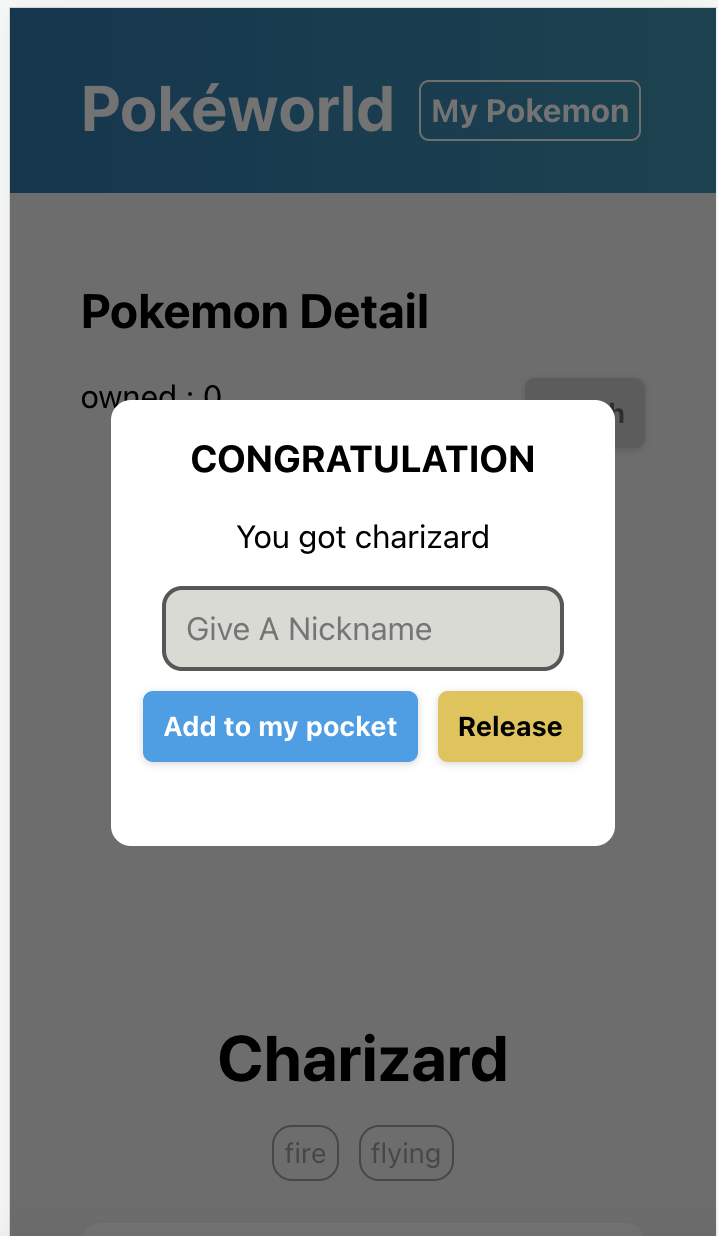 Pokéworld My Pokemon
Pokemon Detail
owned : 0
CONGRATULATION
You got charizard
Give A Nickname
Add to my pocket Release
Charizard
fire flying